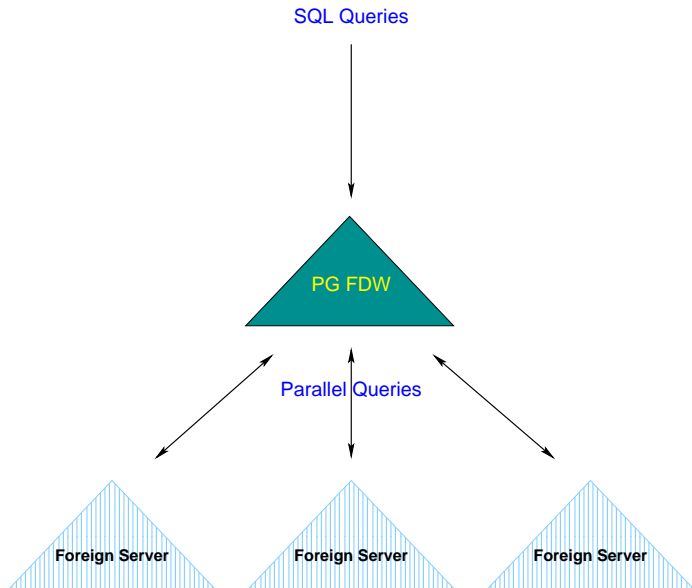 SQL Queries
PG FDW
Parallel Queries
Foreign Server
Foreign Server
Foreign Server